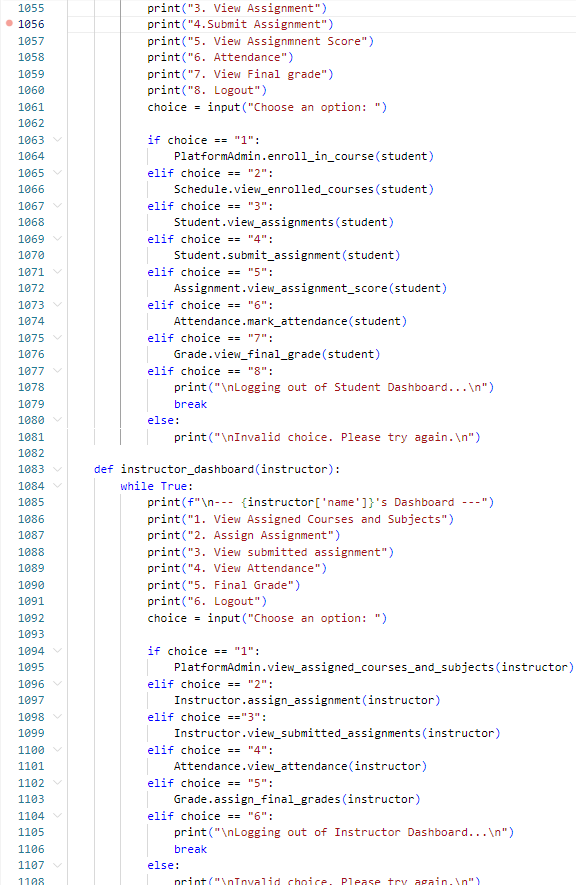 1055 print("3. View Assignment")
1056 print("4.Submit Assignment")
1057 print("5. View Assignmnent Score")
1058 print("6. Attendance")
1059 print("7. View Final grade")
1060 print("8. Logout")
1061 choice = input("Choose an option: ")
1062
1063 if choice == "1":
1064 PlatformAdmin.enroll_in_course(student)
1065 elif choice == "2":
1066 Schedule.view_enrolled_courses(student)
1067 elif choice == "3":
1068 Student.view_assignments(student)
1069 elif choice == "4":
1070 Student.submit_assignment(student)
1071 elif choice == "5":
1072 Assignment.view_assignment_score(student)
1073 elif choice == "6":
1074 Attendance.mark_attendance(student)
1075 elif choice == "7":
1076 Grade.view_final_grade(student)
1077 elif choice == "8":
1078 print("\nLogging out of Student Dashboard...\n")
1079 break
1080 else:
1081 print("\nInvalid choice. Please try again.\n")
1082
1083 def instructor_dashboard(instructor):
1084 while True:
1085 print(f"\n--- {instructor['name']}'s Dashboard ---")
1086 print("1. View Assigned Courses and Subjects")
1087 print("2. Assign Assignment")
1088 print("3. View submitted assignment")
1089 print("4. View Attendance")
1090 print("5. Final Grade")
1091 print("6. Logout")
1092 choice = input("Choose an option: ")
1093
1094 if choice == "1":
1095 PlatformAdmin.view_assigned_courses_and_subjects(instructor)
1096 elif choice == "2":
1097 Instructor.assign_assignment(instructor)
1098 elif choice =="3":
1099 Instructor.view_submitted_assignments(instructor)
1100 elif choice == "4":
1101 Attendance.view_attendance(instructor)
1102 elif choice == "5":
1103 Grade.assign_final_grades(instructor)
1104 elif choice == "6":
1105 print("\nLogging out of Instructor Dashboard...\n")
1106 break
1107 else:
1108 print("\nInvalid choice. Please try again.\n")